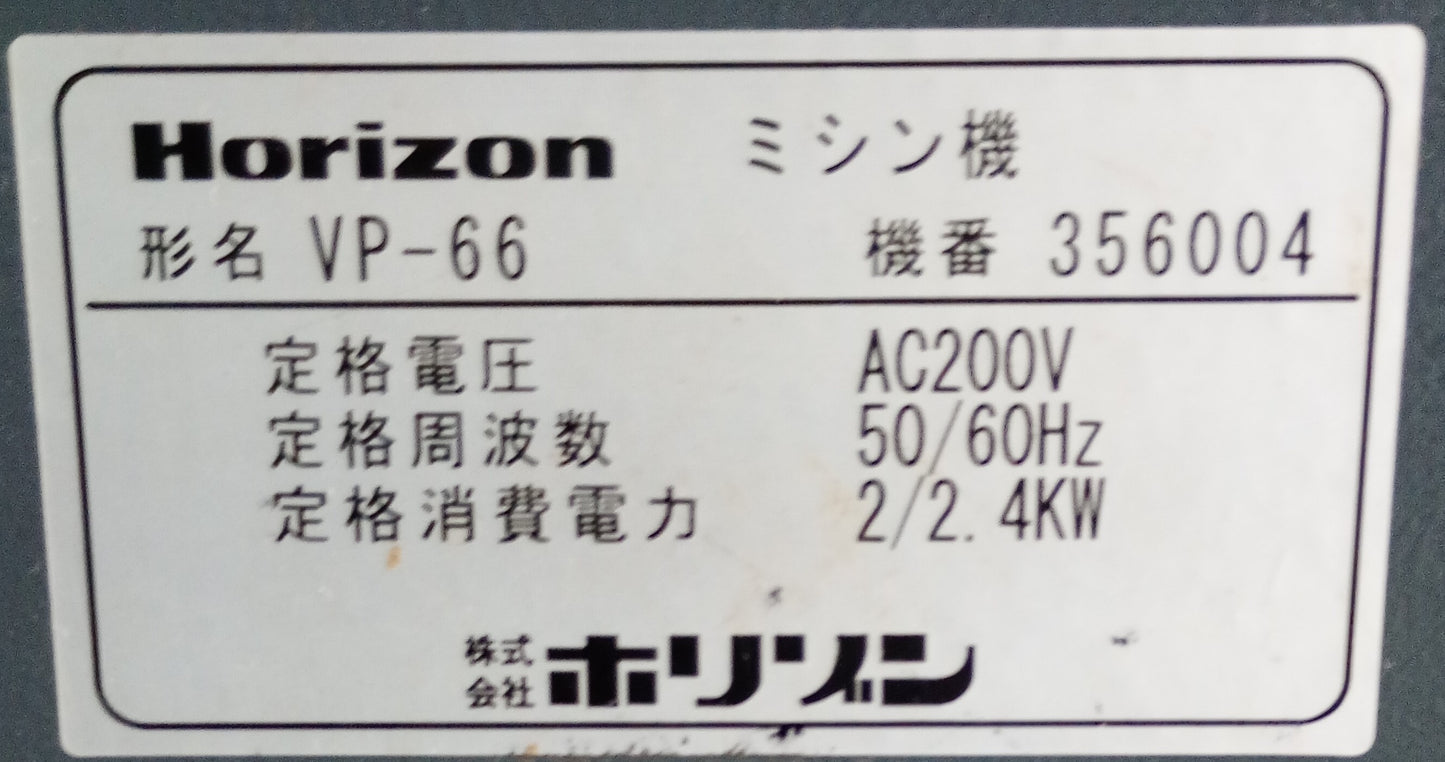 Horizon ミシン機
形名 VP-66 機番 356004
定格電圧 AC200V
定格周波数 50/60Hz
定格消費電力 2/2.4KW
株式会社ホリゾン